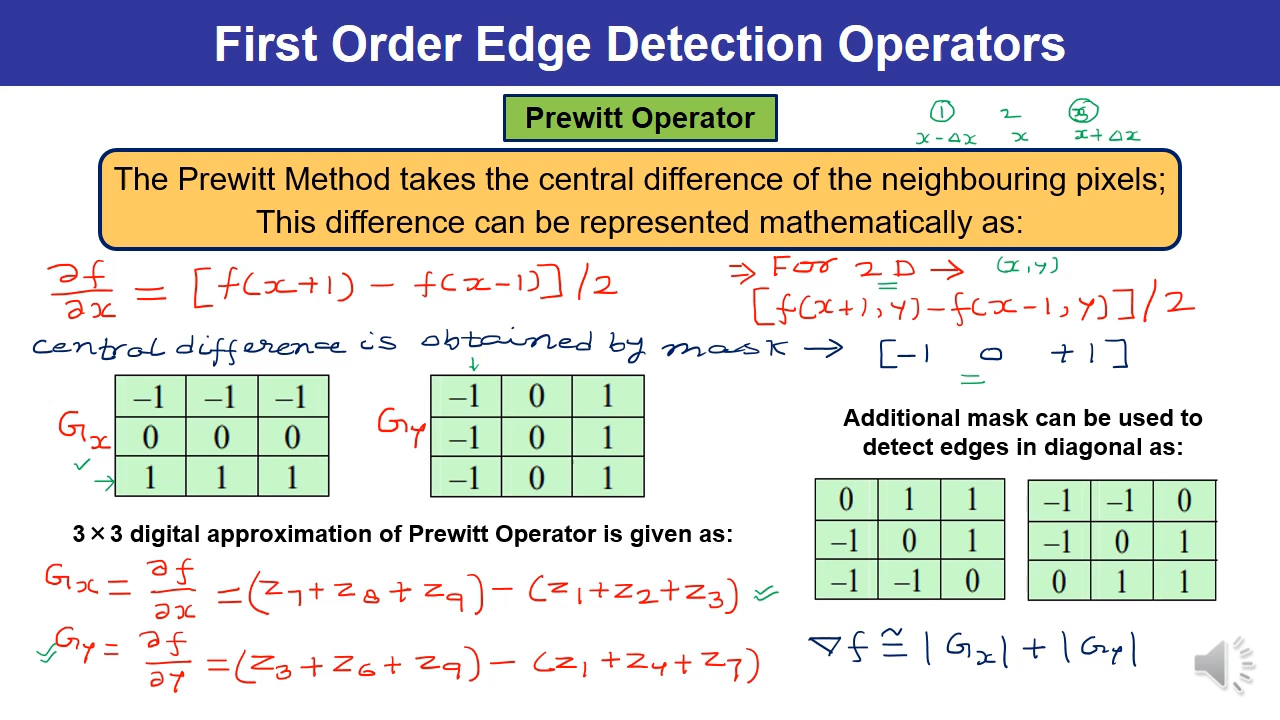 First Order Edge Detection Operators
Prewitt Operator
① 2 ③
x-Δx x x+Δx
The Prewitt Method takes the central difference of the neighbouring pixels;
This difference can be represented mathematically as:
∂f/∂x = [f(x+1) - f(x-1)]/2
⇒ For 2D → (x,y)
[f(x+1,y)-f(x-1,y)]/2
central difference is obtained by mask → [-1 0 +1]
Gx
–1 –1 –1
0 0 0
1 1 1
Gy
–1 0 1
–1 0 1
–1 0 1
Additional mask can be used to
detect edges in diagonal as:
0 1 1
–1 0 1
–1 –1 0
–1 –1 0
–1 0 1
0 1 1
3×3 digital approximation of Prewitt Operator is given as:
Gx = ∂f/∂x = (z7+z8+z9) - (z1+z2+z3)
Gy = ∂f/∂y = (z3+z6+z9) - (z1+z4+z7)
∇f ≅ |Gx|+|Gy|